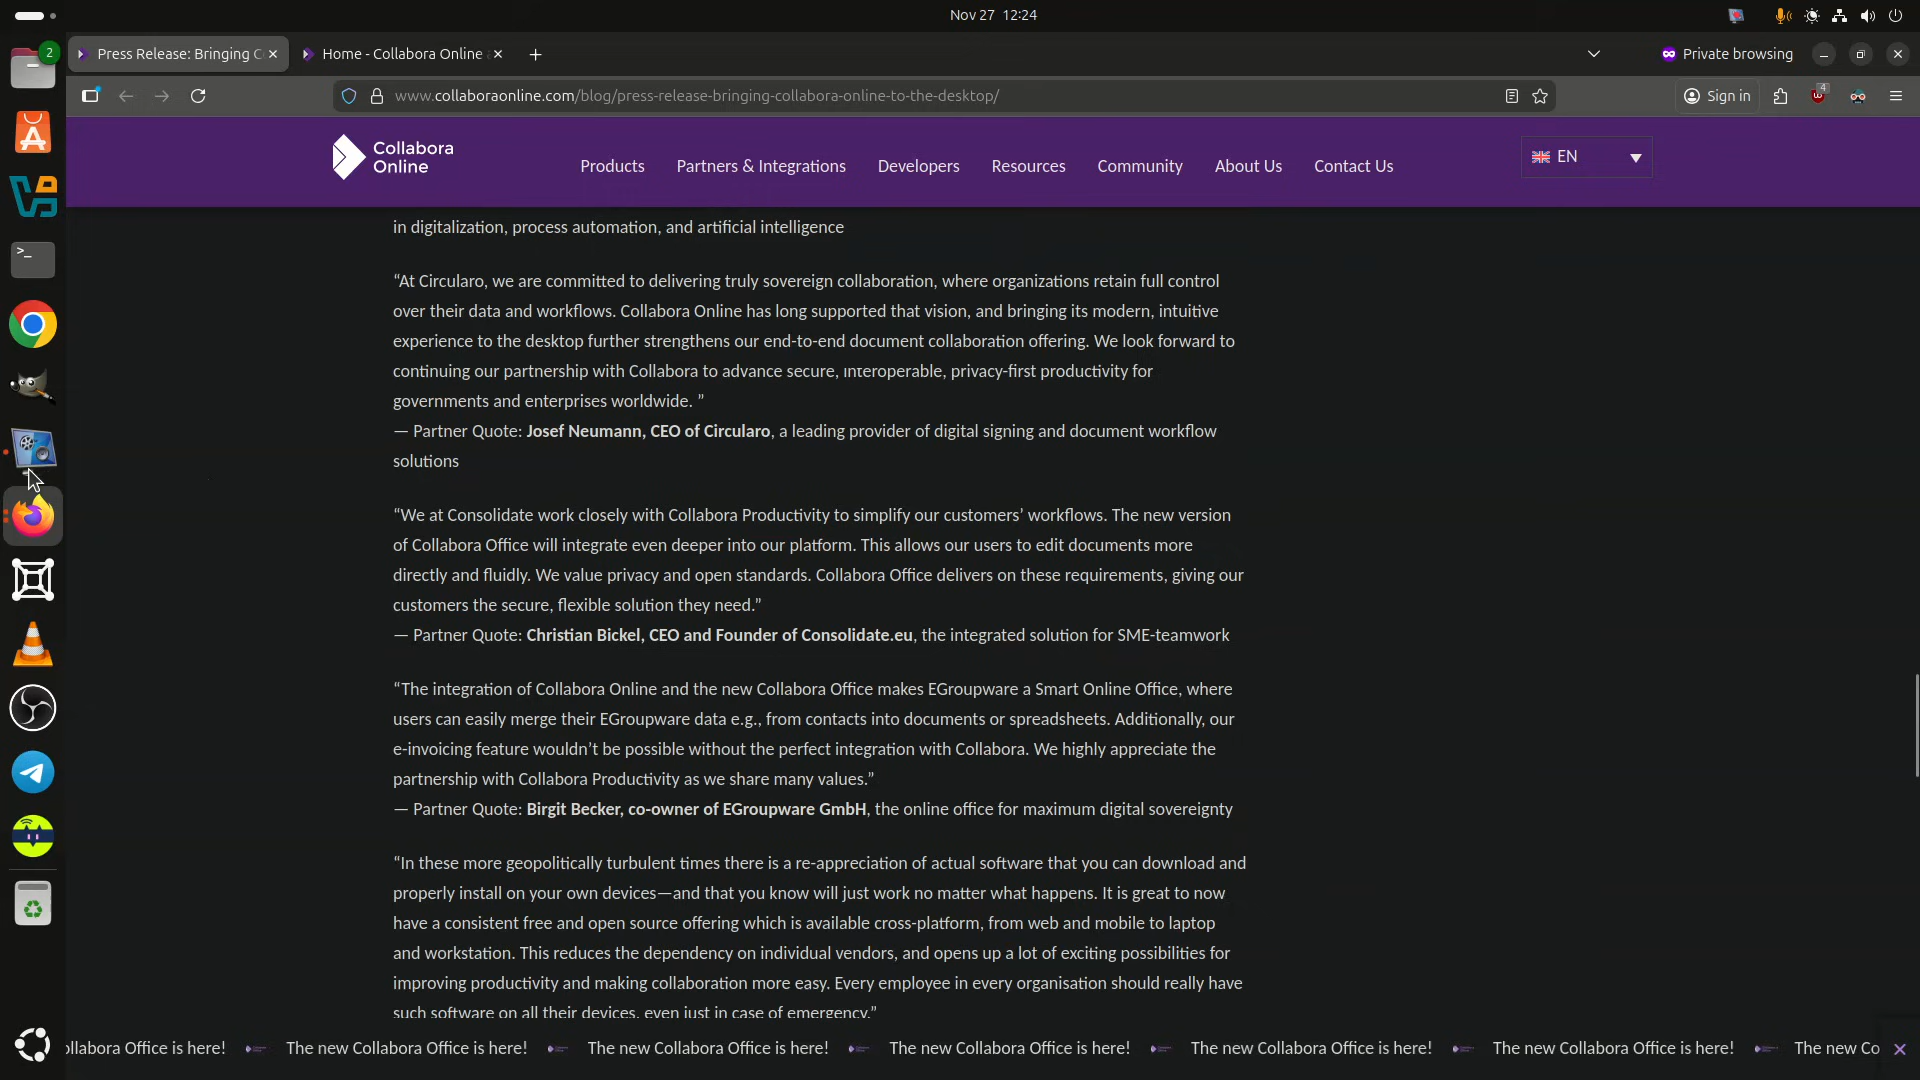 Nov 27 12:24
2
Press Release: Bringing C
Home - Collabora Online
Private browsing
www.collaboraonline.com/blog/press-release-bringing-collabora-online-to-the-desktop/
Sign in
4
Collabora
Online
Products
Partners & Integrations
Developers
Resources
Community
About Us
Contact Us
EN
in digitalization, process automation, and artificial intelligence
“At Circularo, we are committed to delivering truly sovereign collaboration, where organizations retain full control
over their data and workflows. Collabora Online has long supported that vision, and bringing its modern, intuitive
experience to the desktop further strengthens our end-to-end document collaboration offering. We look forward to
continuing our partnership with Collabora to advance secure, interoperable, privacy-first productivity for
governments and enterprises worldwide. ”
— Partner Quote: Josef Neumann, CEO of Circularo, a leading provider of digital signing and document workflow
solutions
“We at Consolidate work closely with Collabora Productivity to simplify our customers’ workflows. The new version
of Collabora Office will integrate even deeper into our platform. This allows our users to edit documents more
directly and fluidly. We value privacy and open standards. Collabora Office delivers on these requirements, giving our
customers the secure, flexible solution they need.”
— Partner Quote: Christian Bickel, CEO and Founder of Consolidate.eu, the integrated solution for SME-teamwork
“The integration of Collabora Online and the new Collabora Office makes EGroupware a Smart Online Office, where
users can easily merge their EGroupware data e.g., from contacts into documents or spreadsheets. Additionally, our
e-invoicing feature wouldn’t be possible without the perfect integration with Collabora. We highly appreciate the
partnership with Collabora Productivity as we share many values.”
— Partner Quote: Birgit Becker, co-owner of EGroupware GmbH, the online office for maximum digital sovereignty
“In these more geopolitically turbulent times there is a re-appreciation of actual software that you can download and
properly install on your own devices—and that you know will just work no matter what happens. It is great to now
have a consistent free and open source offering which is available cross-platform, from web and mobile to laptop
and workstation. This reduces the dependency on individual vendors, and opens up a lot of exciting possibilities for
improving productivity and making collaboration more easy. Every employee in every organisation should really have
such software on all their devices, even just in case of emergency.”
ollabora Office is here! The new Collabora Office is here! The new Collabora Office is here! The new Collabora Office is here! The new Collabora Office is here! The new Collabora Office is here! The new Co